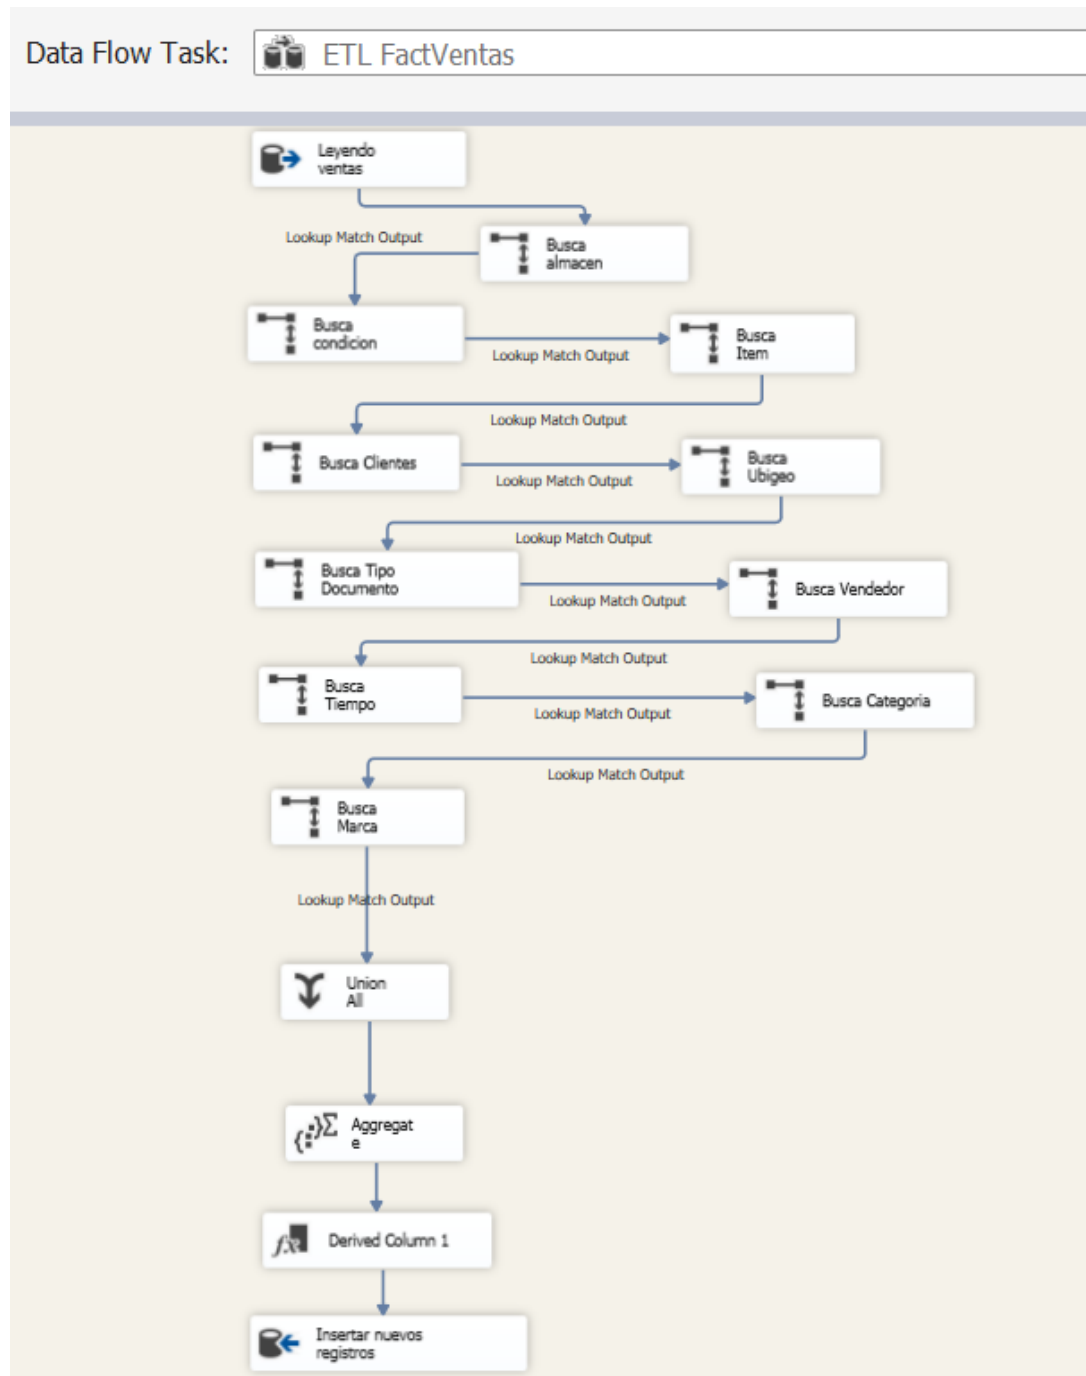 Data Flow Task: ETL FactVentas
Leyendo
ventas
Lookup Match Output
Busca
almacen
Busca
condicion
Lookup Match Output
Busca
Item
Lookup Match Output
Busca Clientes
Lookup Match Output
Busca
Ubigeo
Lookup Match Output
Busca Tipo
Documento
Lookup Match Output
Busca Vendedor
Lookup Match Output
Busca
Tiempo
Lookup Match Output
Busca Categoria
Lookup Match Output
Busca
Marca
Lookup Match Output
Union
All
Aggregat
e
Derived Column 1
Insertar nuevos
registros